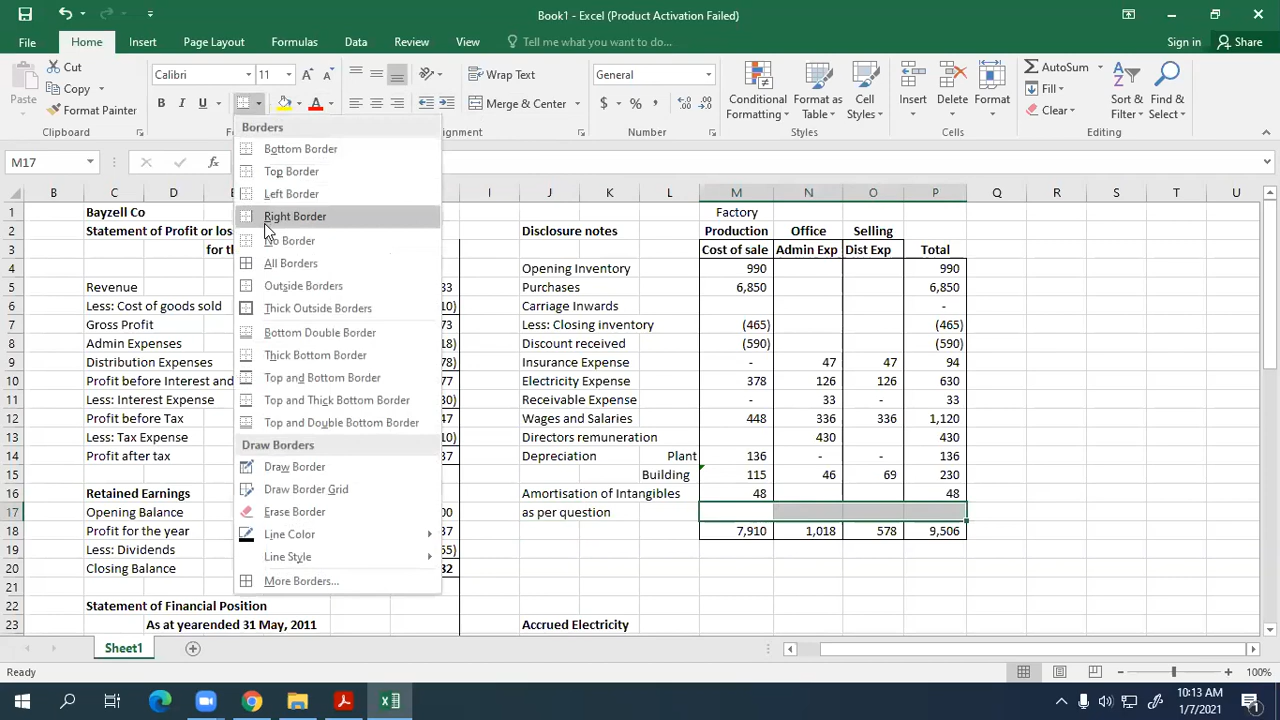 Book1 - Excel (Product Activation Failed)
File Home Insert Page Layout Formulas Data Review View Tell me what you want to do... Sign in Share
Paste Cut Copy Format Painter Clipboard
Calibri 11 B I U
Wrap Text Merge & Center
General $ % Number
Conditional Formatting Format as Table Cell Styles Styles
Insert Delete Format Cells
AutoSum Fill Clear Sort & Filter Find & Select Editing
M17 fx
Borders
Bottom Border
Top Border
Left Border
Right Border
No Border
All Borders
Outside Borders
Thick Outside Borders
Bottom Double Border
Thick Bottom Border
Top and Bottom Border
Top and Thick Bottom Border
Top and Double Bottom Border
Draw Borders
Draw Border
Draw Border Grid
Erase Border
Line Color
Line Style
More Borders...
B C D I J K L M N O P Q R S T U
1 Bayzell Co Factory
2 Statement of Profit or los Disclosure notes Production Office Selling
3 for th Cost of sale Admin Exp Dist Exp Total
4 Opening Inventory 990 990
5 Revenue 33 Purchases 6,850 6,850
6 Less: Cost of goods sold 10) Carriage Inwards -
7 Gross Profit 73 Less: Closing inventory (465) (465)
8 Admin Expenses 18) Discount received (590) (590)
9 Distribution Expenses 78) Insurance Expense - 47 47 94
10 Profit before Interest and 77 Electricity Expense 378 126 126 630
11 Less: Interest Expense 30) Receivable Expense - 33 - 33
12 Profit before Tax 47 Wages and Salaries 448 336 336 1,120
13 Less: Tax Expense 10) Directors remuneration 430 430
14 Profit after tax 37 Depreciation Plant 136 - - 136
15 Building 115 46 69 230
16 Retained Earnings Amortisation of Intangibles 48 48
17 Opening Balance 00 as per question
18 Profit for the year 37 7,910 1,018 578 9,506
19 Less: Dividends 65)
20 Closing Balance 32
21
22 Statement of Financial Position
23 As at yearended 31 May, 2011 Accrued Electricity
Sheet1
Ready 100%
10:13 AM
1/7/2021